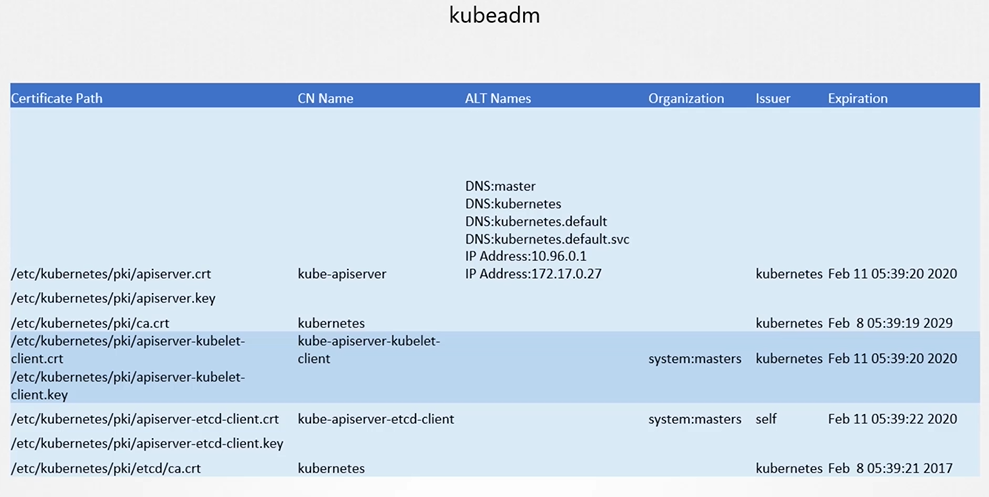 kubeadm
Certificate Path CN Name ALT Names Organization Issuer Expiration
DNS:master
DNS:kubernetes
DNS:kubernetes.default
DNS:kubernetes.default.svc
IP Address:10.96.0.1
/etc/kubernetes/pki/apiserver.crt kube-apiserver IP Address:172.17.0.27 kubernetes Feb 11 05:39:20 2020
/etc/kubernetes/pki/apiserver.key
/etc/kubernetes/pki/ca.crt kubernetes kubernetes Feb 8 05:39:19 2029
/etc/kubernetes/pki/apiserver-kubelet- kube-apiserver-kubelet-
client.crt client system:masters kubernetes Feb 11 05:39:20 2020
/etc/kubernetes/pki/apiserver-kubelet-
client.key
/etc/kubernetes/pki/apiserver-etcd-client.crt kube-apiserver-etcd-client system:masters self Feb 11 05:39:22 2020
/etc/kubernetes/pki/apiserver-etcd-client.key
/etc/kubernetes/pki/etcd/ca.crt kubernetes kubernetes Feb 8 05:39:21 2017